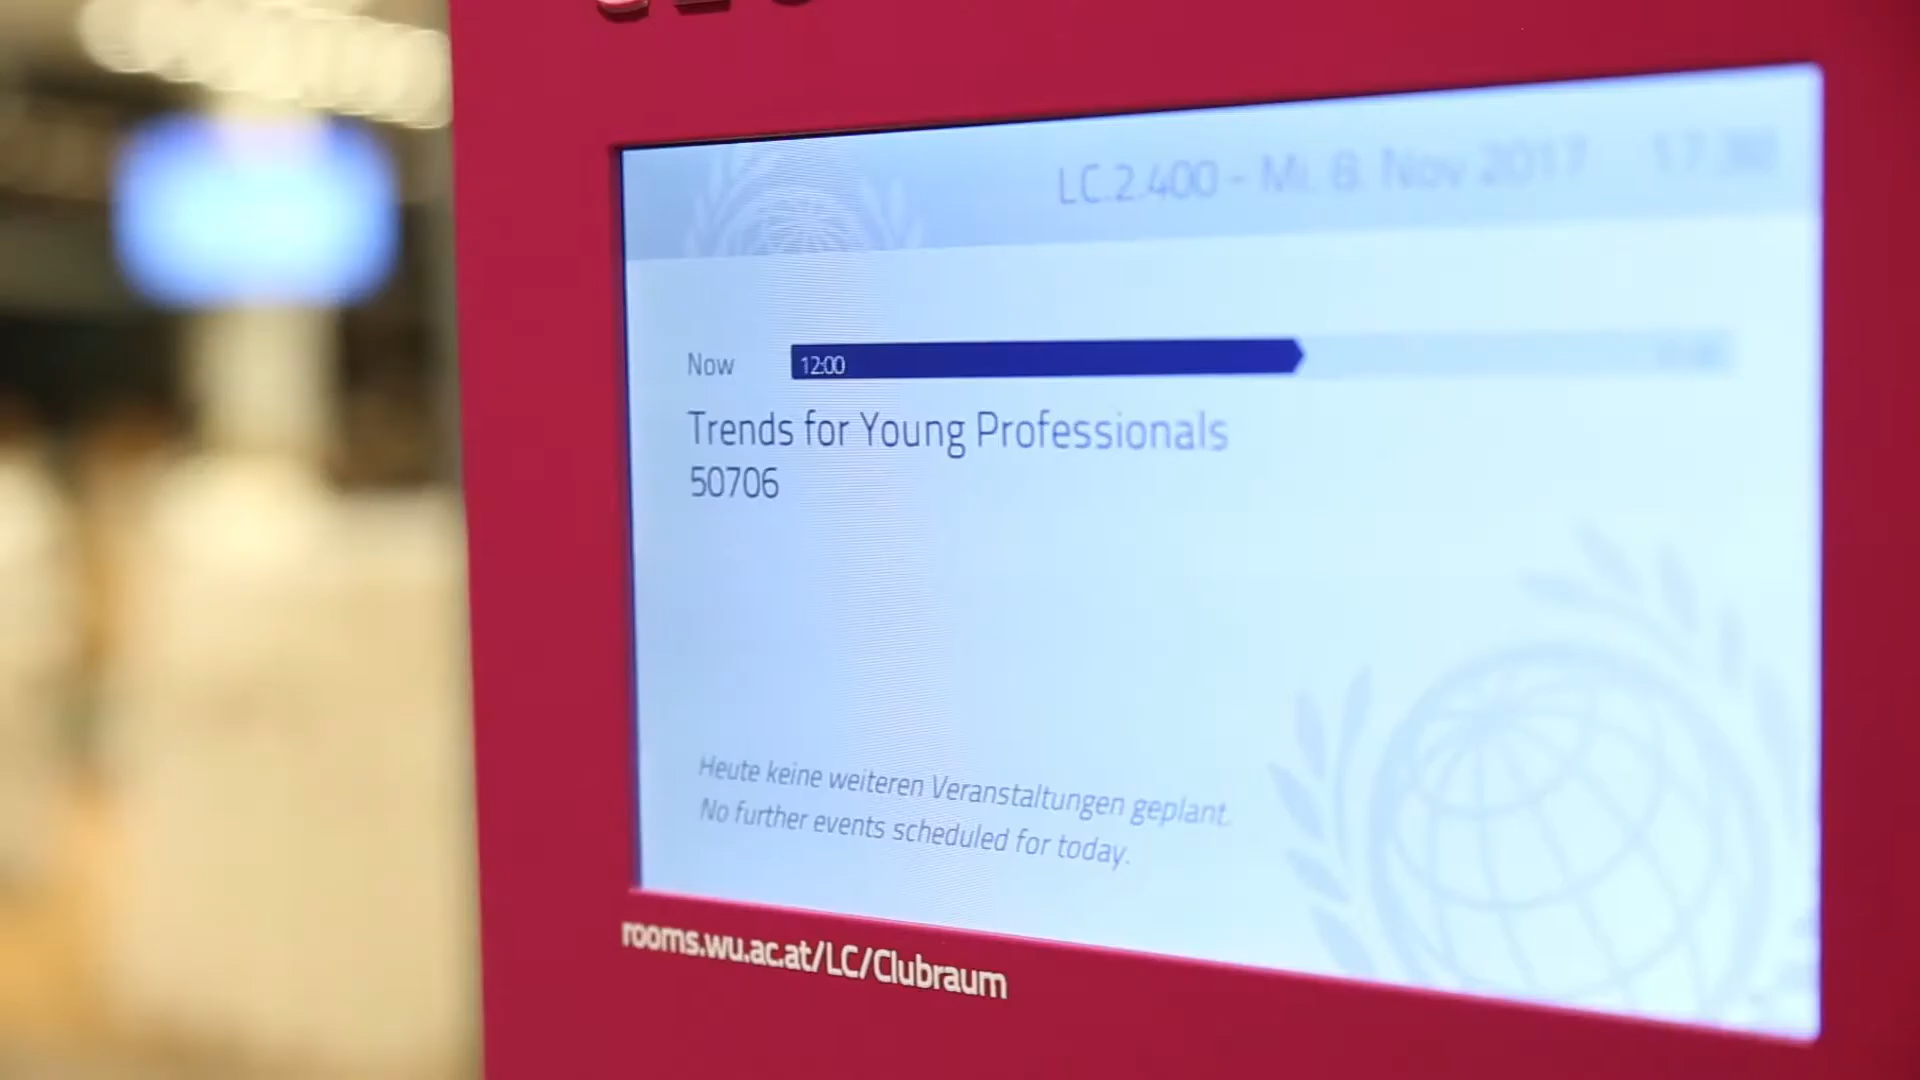 LC.2.400 - Mi. 8. Nov 2017
Now
12:00
Trends for Young Professionals
50706
Heute keine weiteren Veranstaltungen geplant.
No further events scheduled for today.
rooms.wu.ac.at/LC/Clubraum